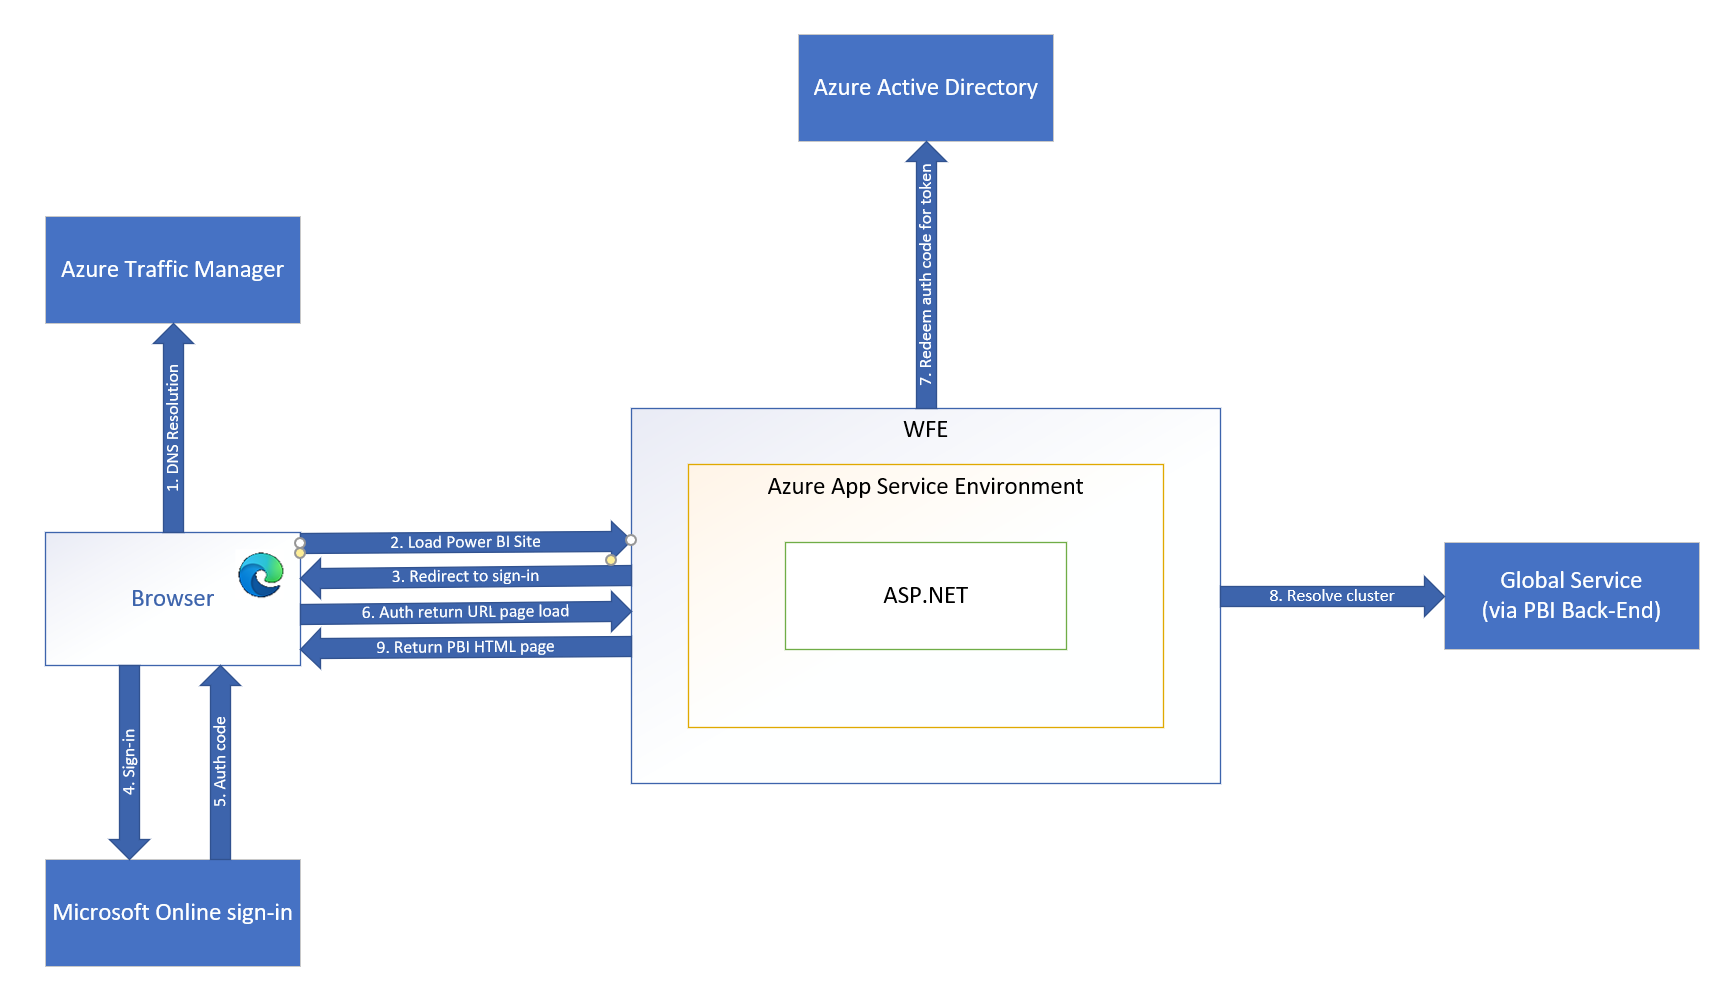 Azure Active Directory
7. Redeem auth code for token
Azure Traffic Manager
1. DNS Resolution
WFE
Azure App Service Environment
ASP.NET
Browser
2. Load Power BI Site
3. Redirect to sign-in
6. Auth return URL page load
9. Return PBI HTML page
8. Resolve cluster
Global Service
(via PBI Back-End)
4. Sign-in
5. Auth code
Microsoft Online sign-in